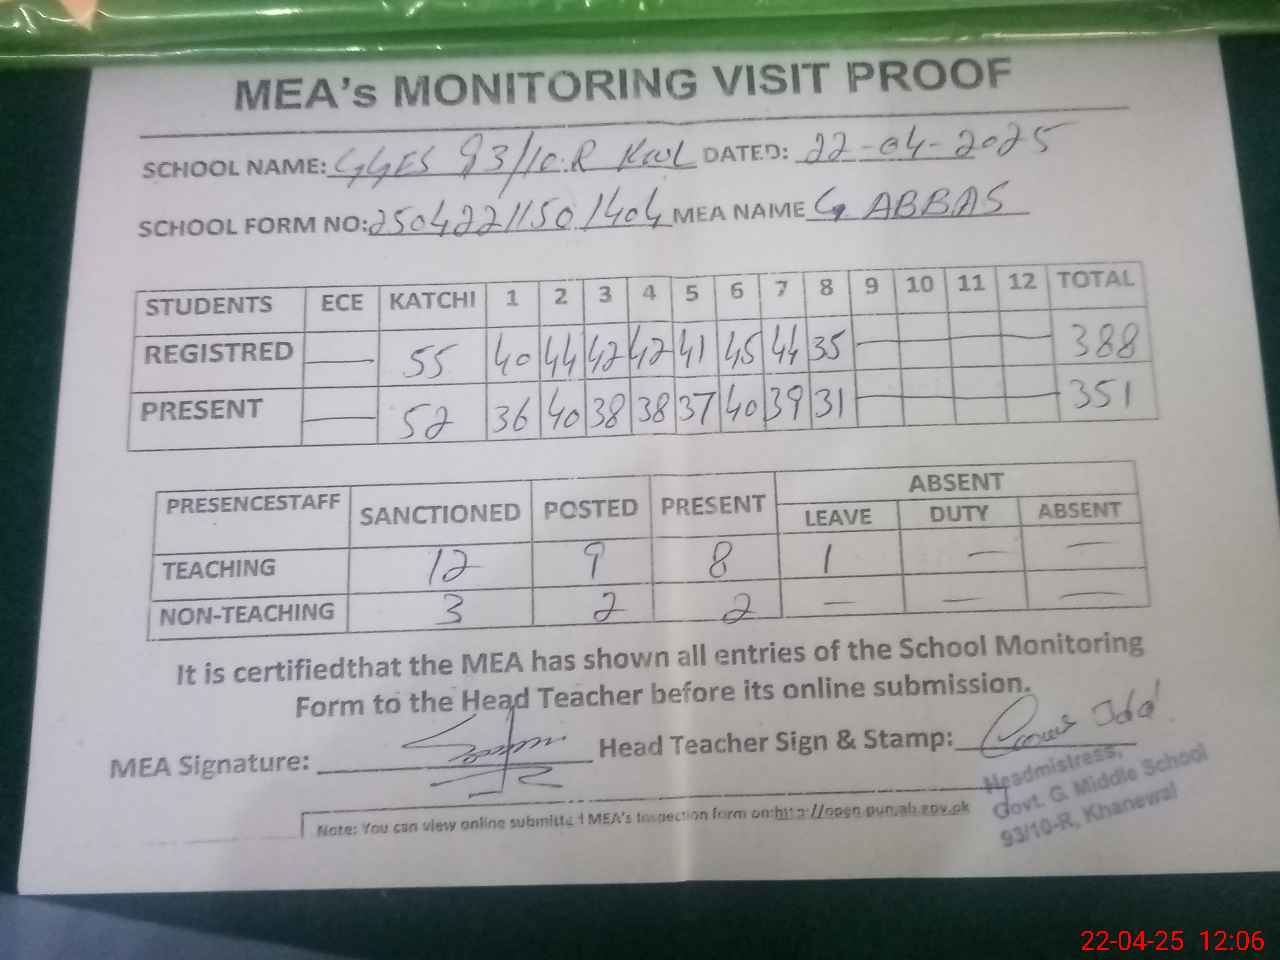 MEA's MONITORING VISIT PROOF
SCHOOL NAME: GGES 93/10.R Kwl DATED: 22-04-2025
SCHOOL FORM NO: 25042211501404 MEA NAME G ABBAS
STUDENTS ECE KATCHI 1 2 3 4 5 6 7 8 9 10 11 12 TOTAL
REGISTRED — 55 40 44 42 42 41 45 44 35 — — — — 388
PRESENT — 52 36 40 38 38 37 40 39 31 — — — — 351
PRESENCESTAFF SANCTIONED POSTED PRESENT ABSENT
LEAVE DUTY ABSENT
TEACHING 12 9 8 1 — —
NON-TEACHING 3 2 2 — — —
It is certifiedthat the MEA has shown all entries of the School Monitoring
Form to the Head Teacher before its online submission.
MEA Signature: Head Teacher Sign & Stamp:
Headmistress,
Govt. G. Middle School
93/10-R, Khanewal
Note: You can view online submitted MEA's Inspection form on:http://open.punjab.gov.pk
22-04-25 12:06